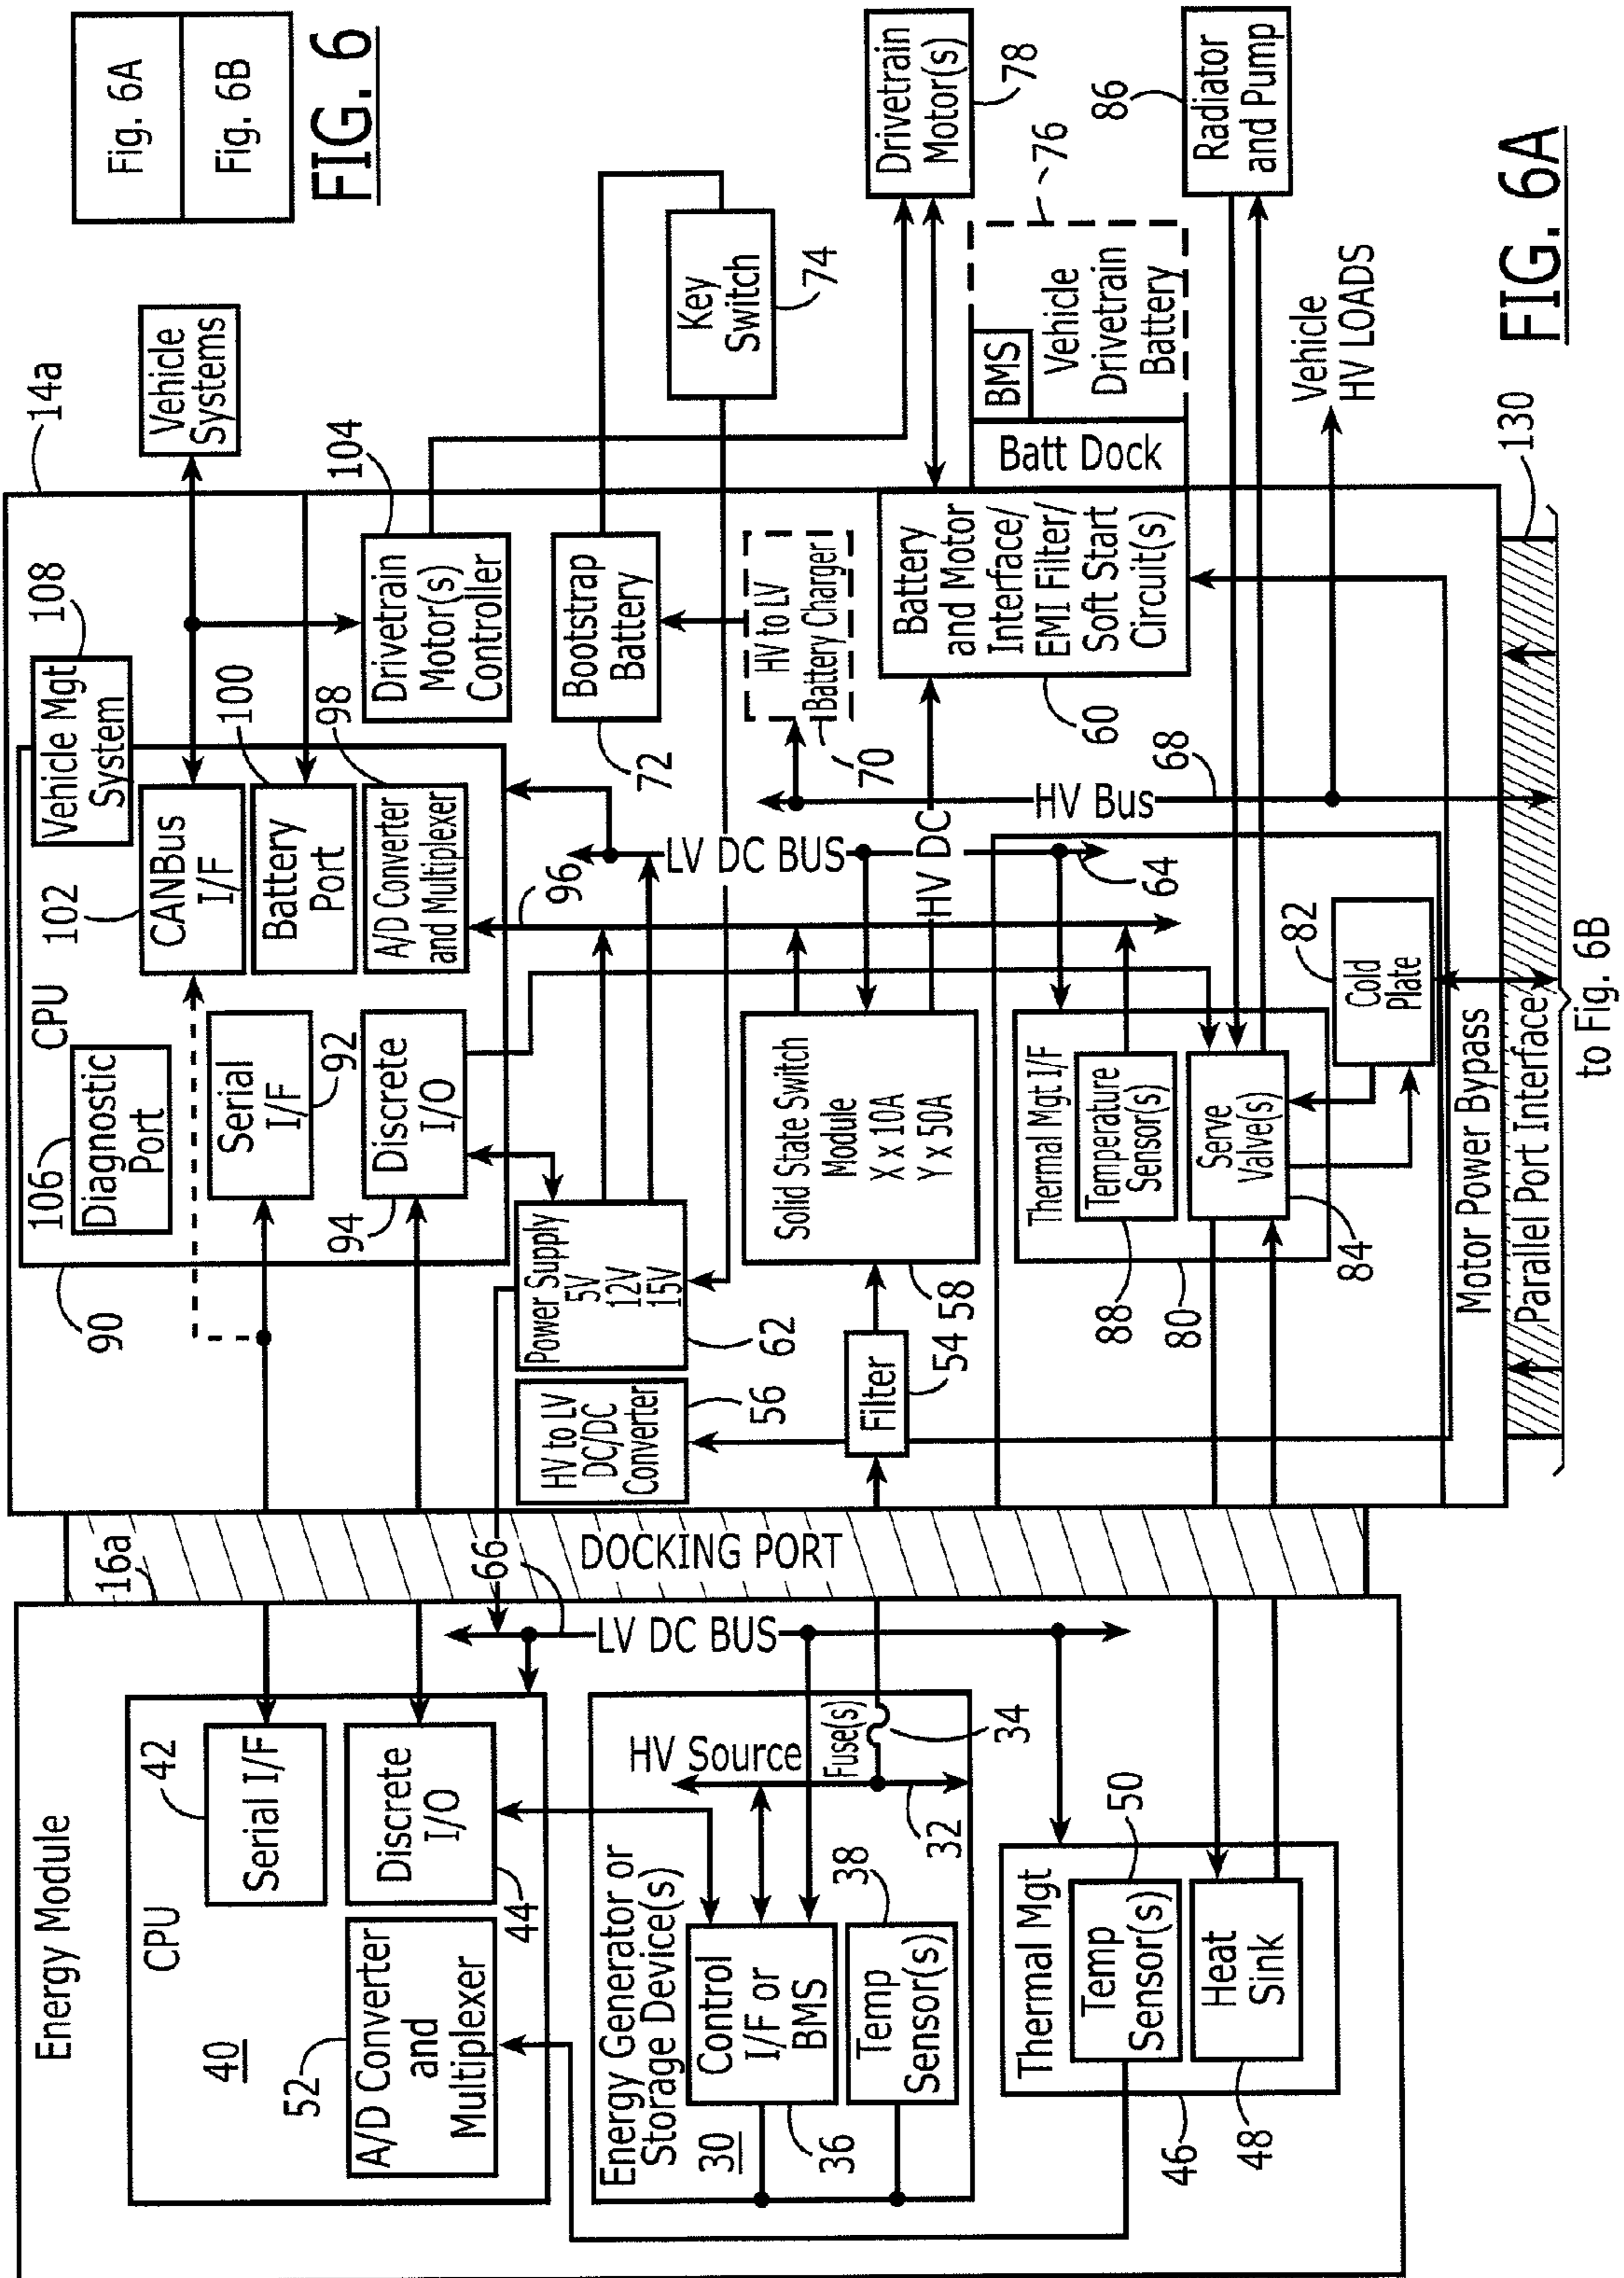 Energy Module
CPU
40
42
Serial I/F
Discrete
I/O
44
52
A/D Converter
and
Multiplexer
Energy Generator or
Storage Device(s)
30
HV Source
Fuse(s)
34
32
Control
I/F or
BMS
36
38
Temp
Sensor(s)
Thermal Mgt
50
Temp
Sensor(s)
Heat
Sink
46
48
LV DC BUS
66
16a
DOCKING PORT
14a
90
CPU
106
Diagnostic
Port
Serial
I/F
92
Discrete
I/O
94
108
Vehicle Mgt
System
102
CANBus
I/F
100
Battery
Port
98
A/D Converter
and Multiplexer
96
Vehicle
Systems
104
Drivetrain
Motor(s)
Controller
Bootstrap
Battery
72
Key
Switch
74
HV to LV
Battery Charger
70
HV to LV
DC/DC
Converter
56
Power Supply
5V
12V
15V
62
LV DC BUS
64
Filter
54
Solid State Switch
Module
X x 10A
Y x 50A
58
HV DC
HV Bus
68
Battery
and Motor
Interface/
EMI Filter/
Soft Start
Circuit(s)
60
Batt Dock
BMS
Vehicle
Drivetrain
Battery
76
Drivetrain
Motor(s)
78
Radiator
and Pump
86
Vehicle
HV LOADS
Thermal Mgt I/F
Temperature
Sensor(s)
88
Serve
Valve(s)
84
80
82
Cold
Plate
Motor Power Bypass
Parallel Port Interface
130
to Fig. 6B
Fig. 6A
Fig. 6B
FIG. 6
FIG. 6A